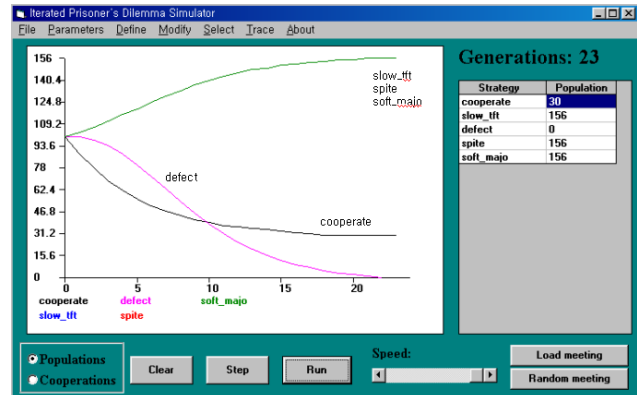 Iterated Prisoner's Dilemma Simulator
File Parameters Define Modify Select Trace About
Generations: 23
156
140.4
124.8
109.2
93.6
78
62.4
46.8
31.2
15.6
0
0 5 10 15 20
slow_tft
spite
soft_majo
defect
cooperate
cooperate defect soft_majo
slow_tft spite
Strategy Population
cooperate 30
slow_tft 156
defect 0
spite 156
soft_majo 156
Populations
Cooperations
Clear Step Run
Speed:
Load meeting
Random meeting